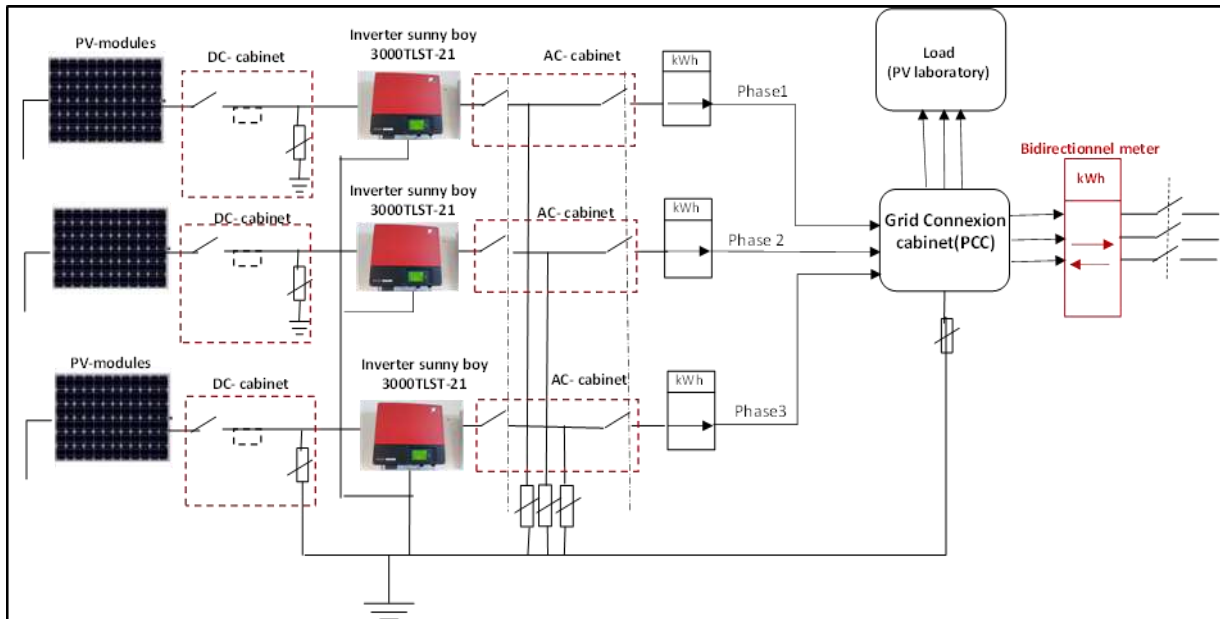 PV-modules
DC- cabinet
Inverter sunny boy
3000TLST-21
AC- cabinet
kWh
Phase1
Load
(PV laboratory)
Bidirectionnel meter
kWh
DC- cabinet
Inverter sunny boy
3000TLST-21
AC- cabinet
kWh
Phase 2
Grid Connexion
cabinet(PCC)
PV-modules
DC- cabinet
Inverter sunny boy
3000TLST-21
AC- cabinet
kWh
Phase3